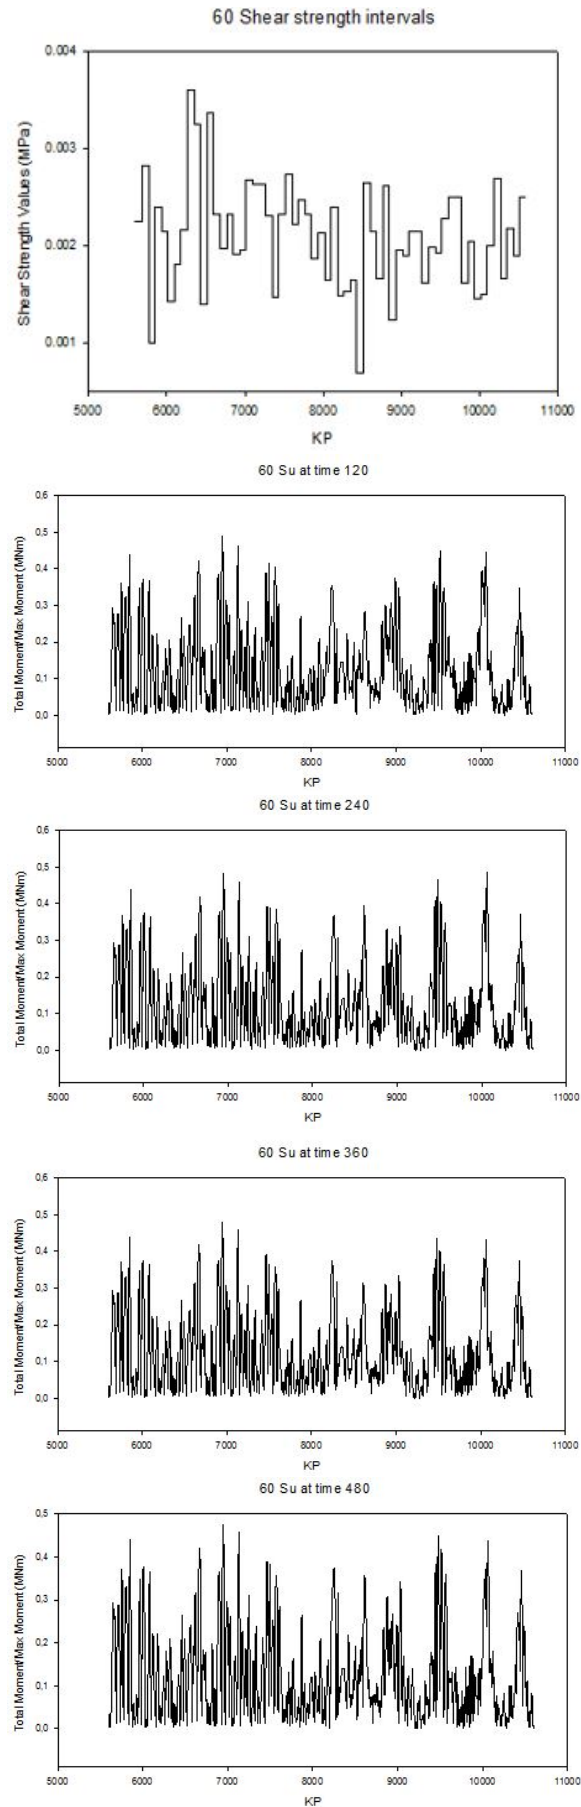 60 Shear strength intervals
Shear Strength Values (MPa)
0.004
0.003
0.002
0.001
5000 6000 7000 8000 9000 10000 11000
KP
60 Su at time 120
Total Moment/Max Moment (MNm)
0,6
0,5
0,4
0,3
0,2
0,1
0,0
5000 6000 7000 8000 9000 10000 11000
KP
60 Su at time 240
Total Moment/Max Moment (MNm)
0,6
0,5
0,4
0,3
0,2
0,1
0,0
5000 6000 7000 8000 9000 10000 11000
KP
60 Su at time 360
Total Moment/Max Moment (MNm)
0,6
0,5
0,4
0,3
0,2
0,1
0,0
5000 6000 7000 8000 9000 10000 11000
KP
60 Su at time 480
Total Moment/Max Moment (MNm)
0,5
0,4
0,3
0,2
0,1
0,0
5000 6000 7000 8000 9000 10000 11000
KP